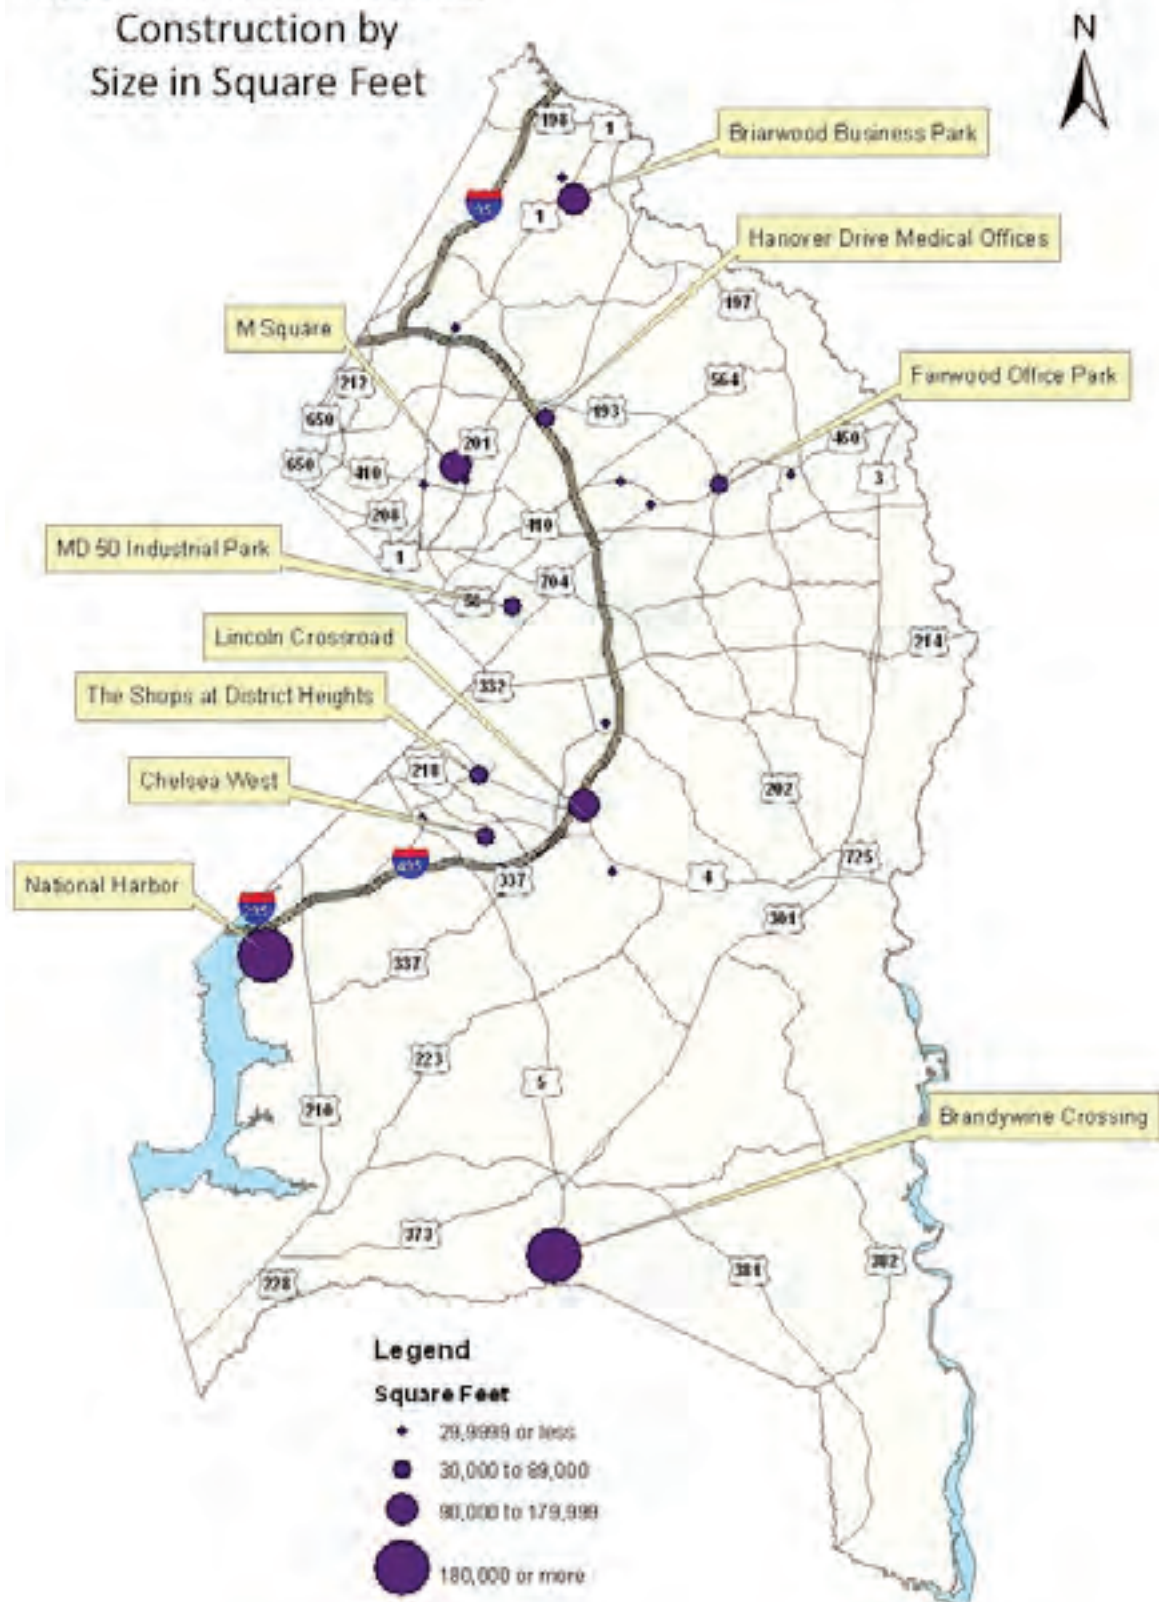 Construction by
Size in Square Feet
N
198
1
Briarwood Business Park
95
1
Hanover Drive Medical Offices
197
M Square
212
564
Fairwood Office Park
650
193
201
450
650
410
3
208
410
MD 50 Industrial Park
1
704
50
Lincoln Crossroad
214
332
The Shops at District Heights
218
Chelsea West
202
495
725
National Harbor
337
4
301
337
223
5
210
Brandywine Crossing
373
381
382
228
Legend
Square Feet
29,9999 or less
30,000 to 89,000
90,000 to 179,999
180,000 or more